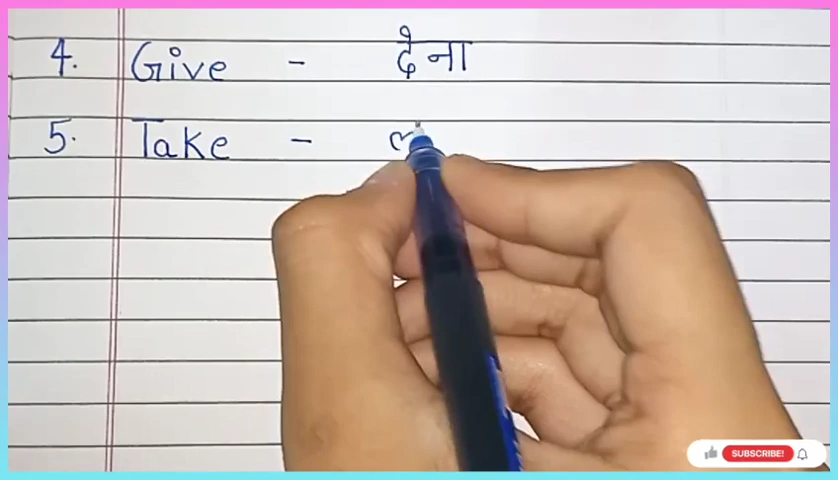 4. Give - देना
5. Take -
SUBSCRIBE!